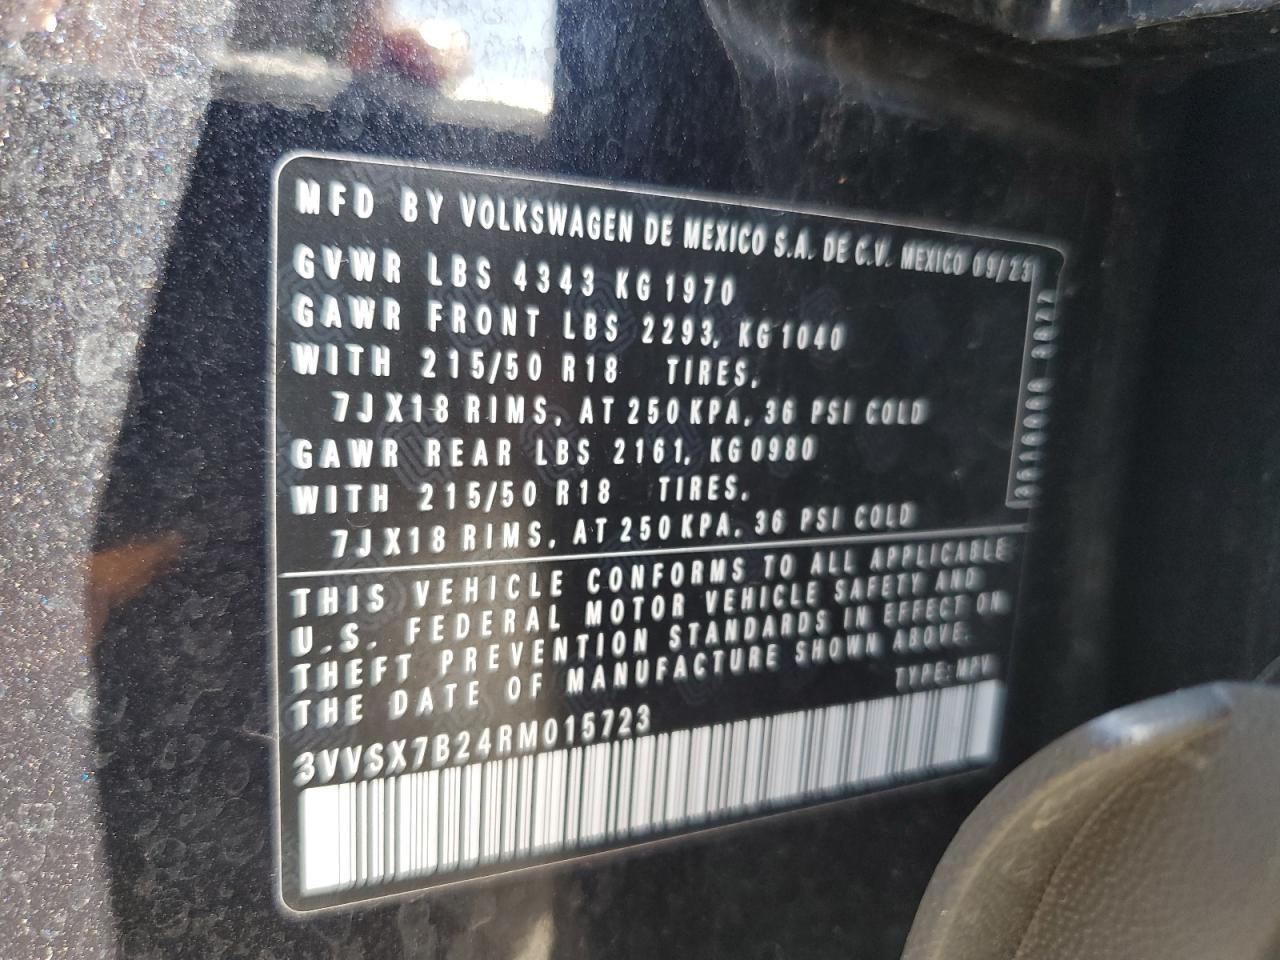 MFD BY VOLKSWAGEN DE MEXICO S.A. DE C.V. MEXICO 09/23
GVWR LBS 4343 KG 1970
GAWR FRONT LBS 2293, KG 1040
WITH 215/50 R18 TIRES,
7JX18 RIMS, AT 250 KPA, 36 PSI COLD
GAWR REAR LBS 2161, KG 0980
WITH 215/50 R18 TIRES,
7JX18 RIMS, AT 250 KPA, 36 PSI COLD
THIS VEHICLE CONFORMS TO ALL APPLICABLE
U.S. FEDERAL MOTOR VEHICLE SAFETY AND
THEFT PREVENTION STANDARDS IN EFFECT ON
THE DATE OF MANUFACTURE SHOWN ABOVE.
TYPE: MPV
3VVSX7B24RM015723